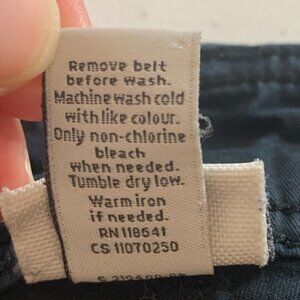 Remove belt
before wash.
Machine wash cold
with like colour.
Only non-chlorine
bleach
when needed.
Tumble dry low.
Warm iron
if needed.
RN 118641
CS 11070250